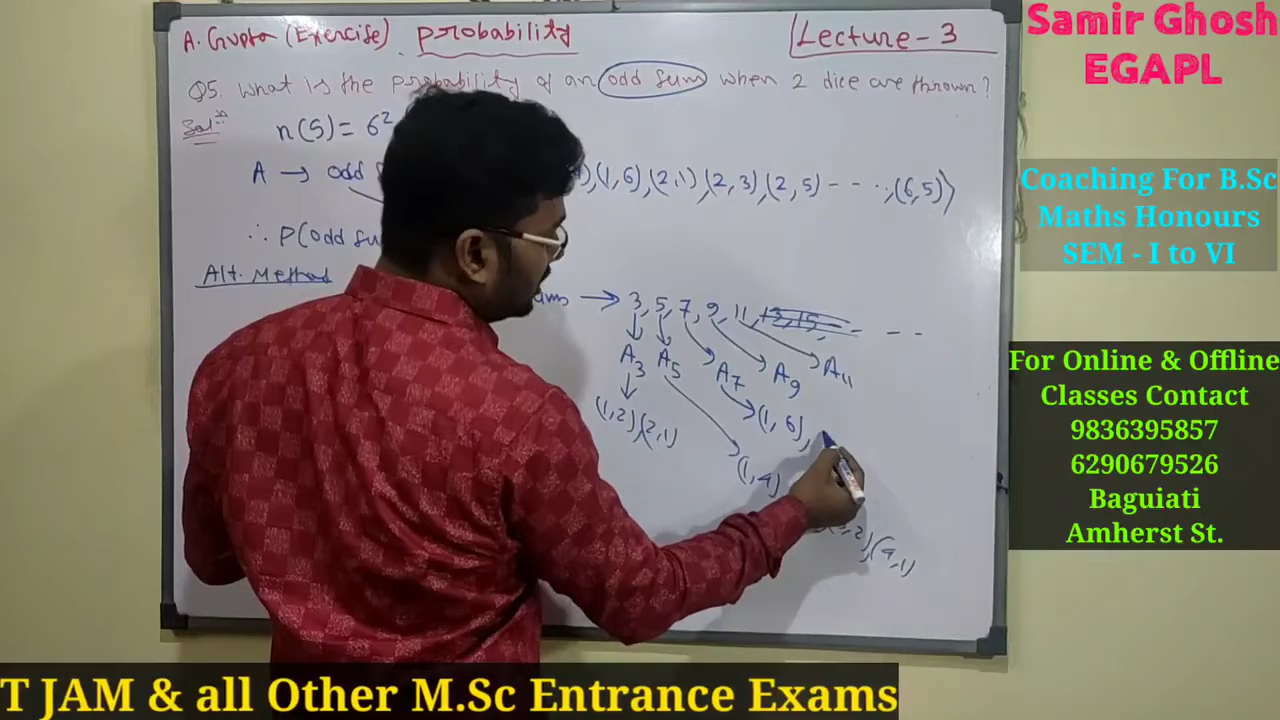 A. Gupta (Exercise) probability Lecture-3
Q5. What is the probability of an odd sum when 2 dice are thrown?
Sol
n(S) = 6²
A → odd ),(1,6),(2,1),(2,3),(2,5) - - - -,(6,5)}
∴ P(odd su
Alt. Method
→ 3, 5, 7, 9, 11, 13, 15, - - -
A3 A5 A7 A9 A11
(1,2),(2,1) (1,6),
(1,4)
,2),(4,1)
Samir Ghosh
EGAPL
Coaching For B.Sc
Maths Honours
SEM - I to VI
For Online & Offline
Classes Contact
9836395857
6290679526
Baguiati
Amherst St.
T JAM & all Other M.Sc Entrance Exams